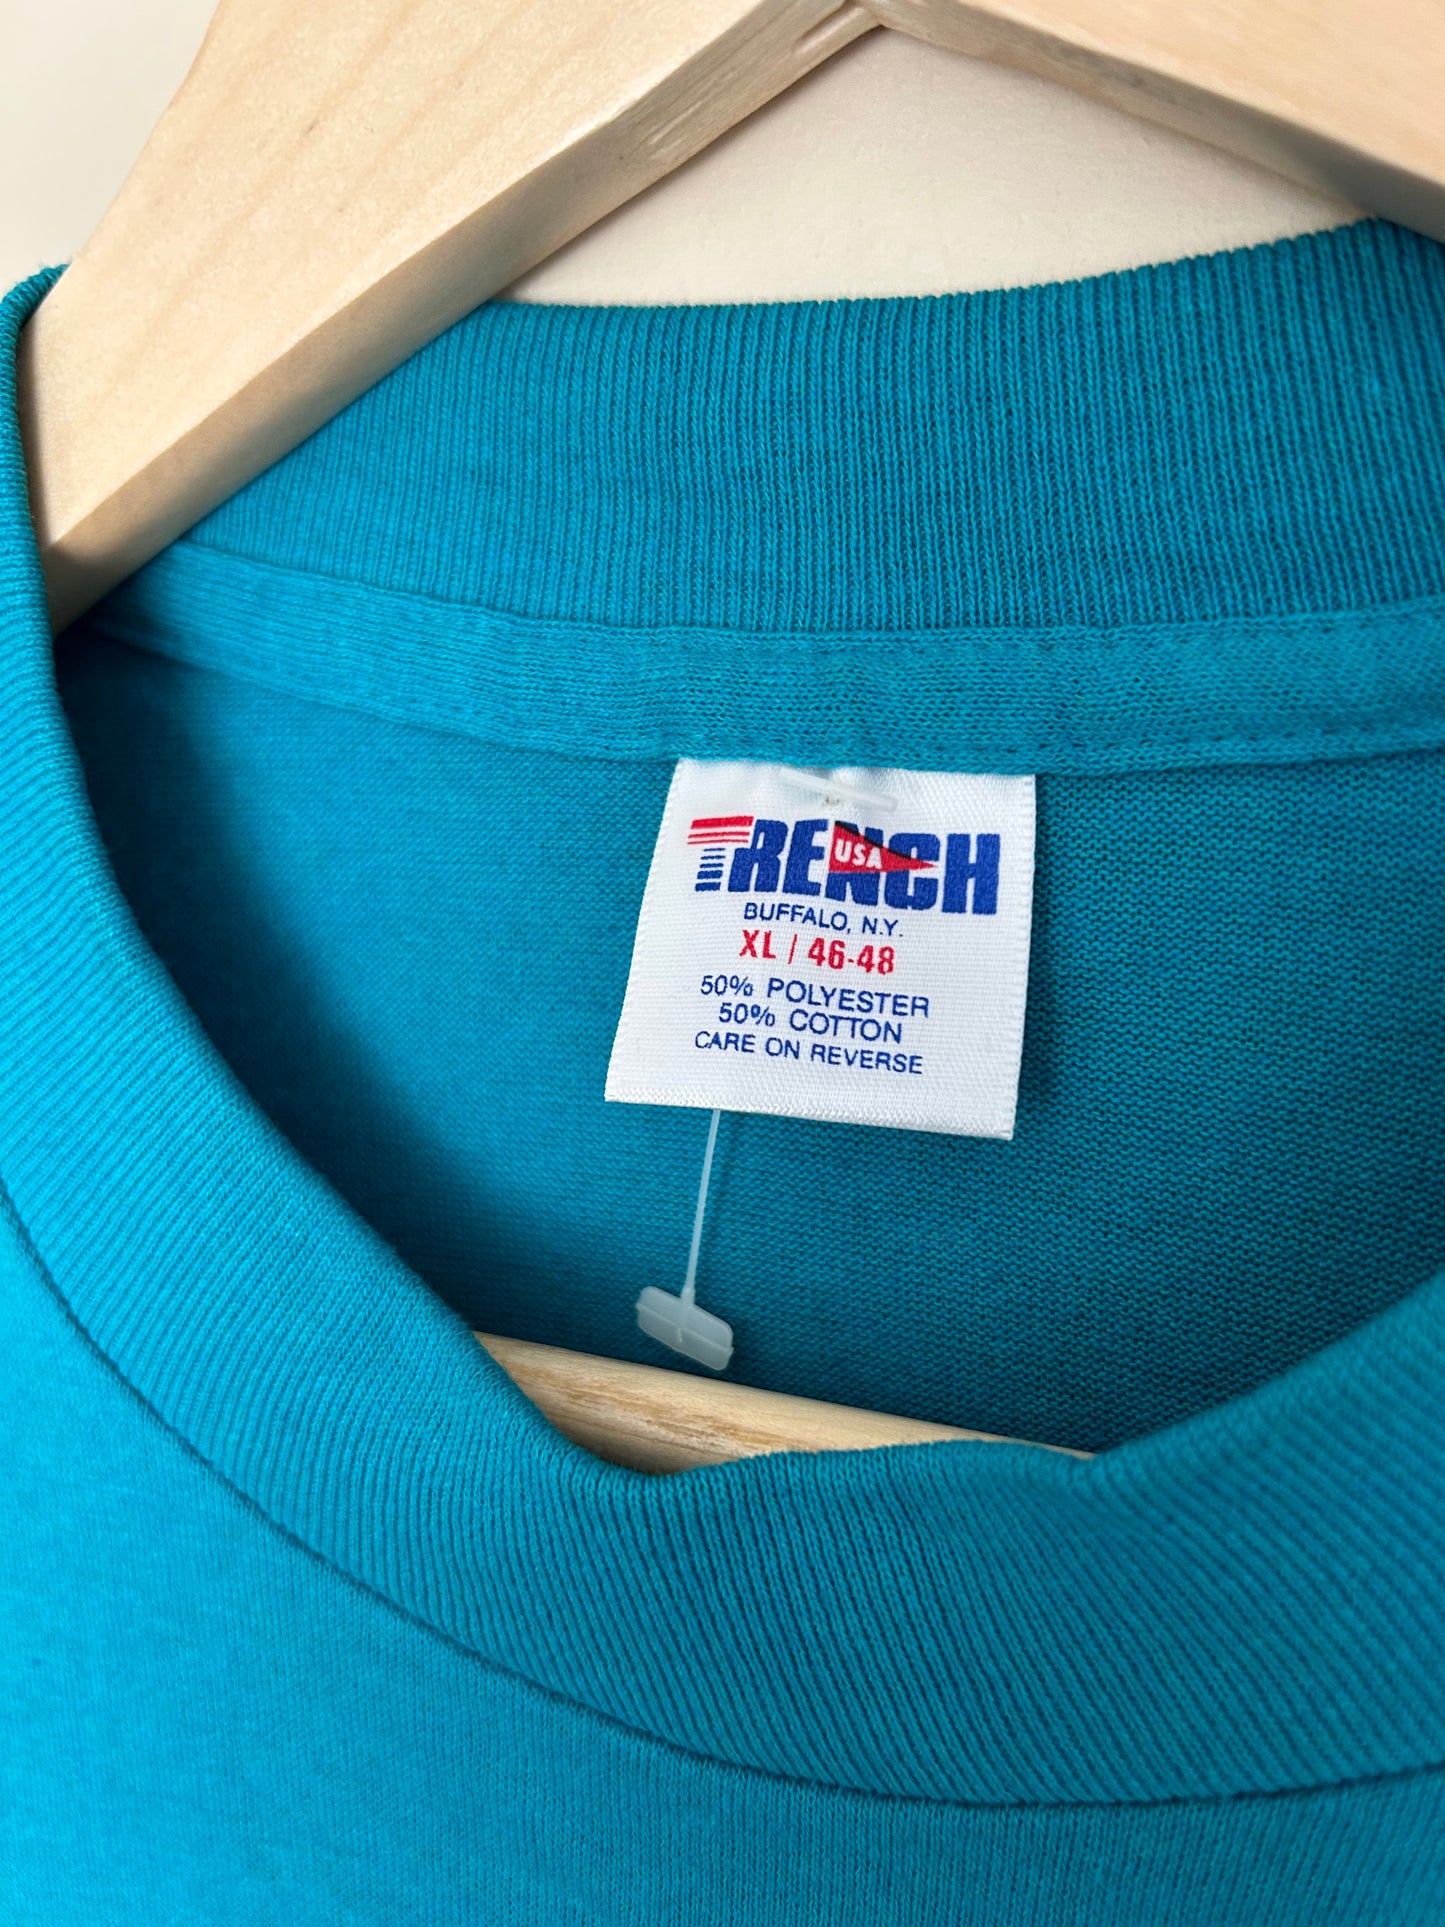 TRENCH
USA
BUFFALO, N.Y.
XL / 46-48
50% POLYESTER
50% COTTON
CARE ON REVERSE